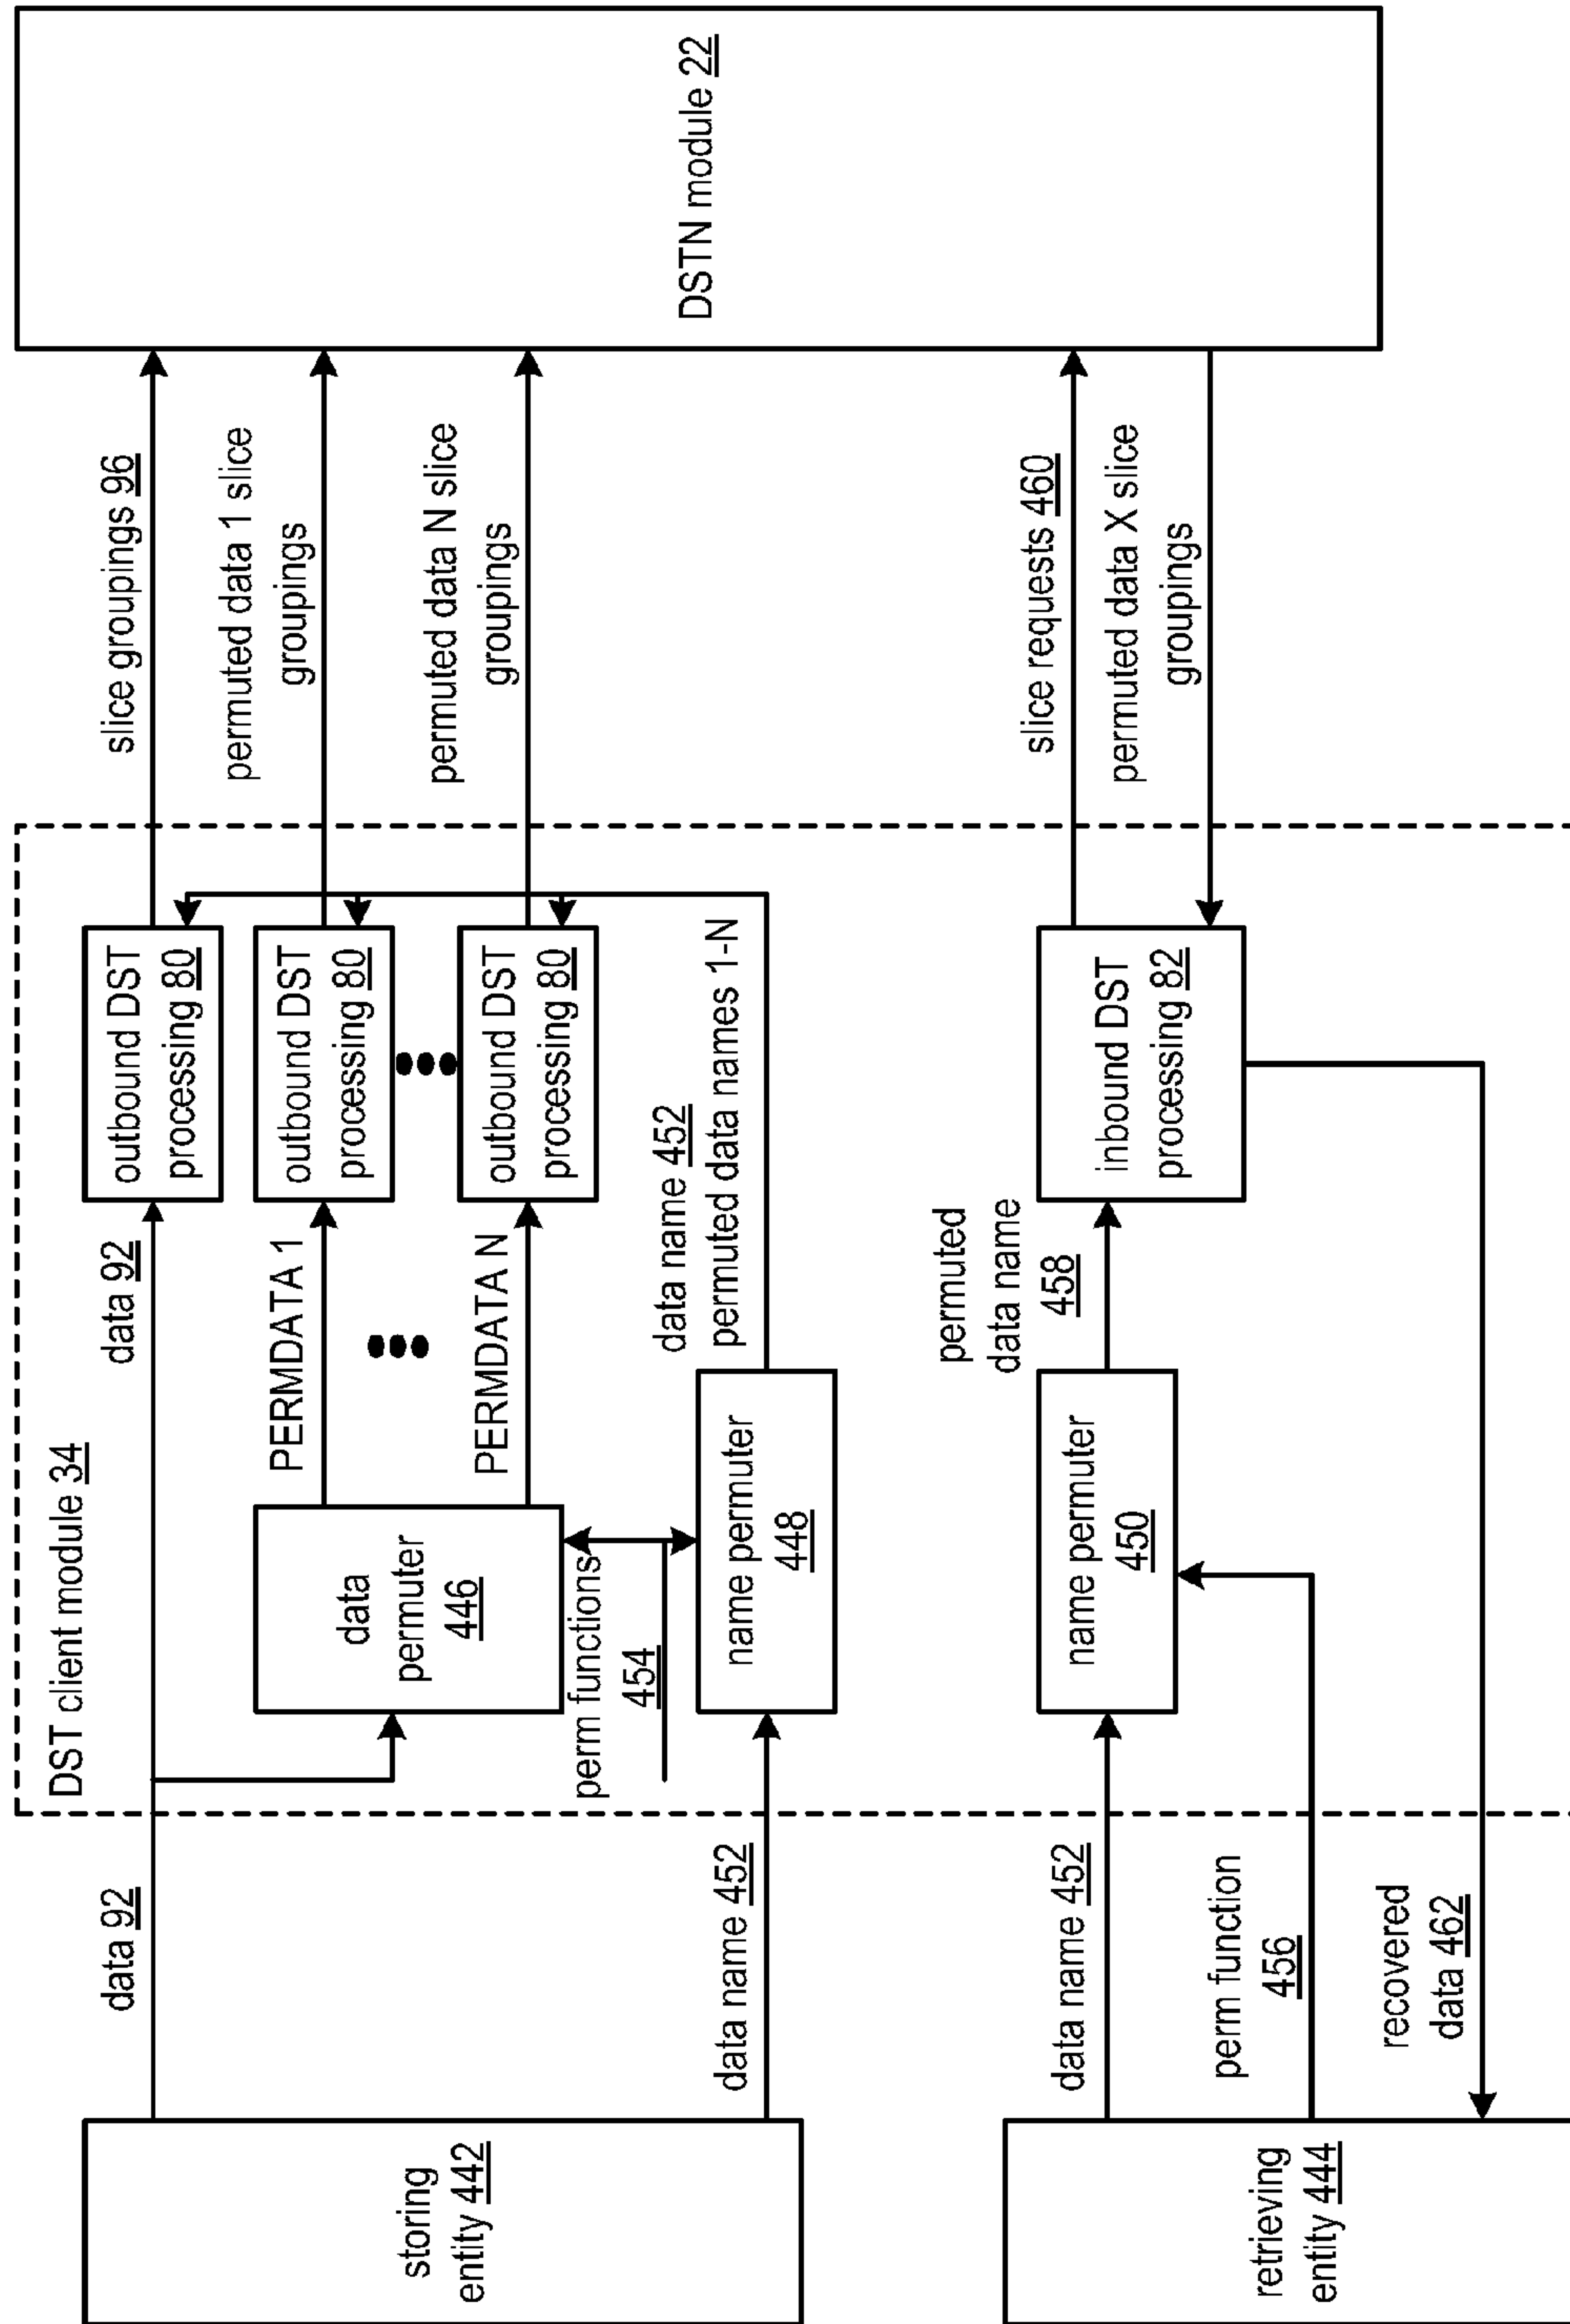 DST client module 34
data 92
data 92
outbound DST
processing 80
slice groupings 96
storing
entity 442
data
permuter
446
PERMDATA 1
outbound DST
processing 80
permuted data 1 slice
groupings
PERMDATA N
outbound DST
processing 80
permuted data N slice
groupings
DSTN module 22
perm functions
454
data name 452
name permuter
448
data name 452
permuted data names 1-N
retrieving
entity 444
data name 452
name permuter
450
permuted
data name
458
inbound DST
processing 82
slice requests 460
permuted data X slice
groupings
perm function
456
recovered
data 462